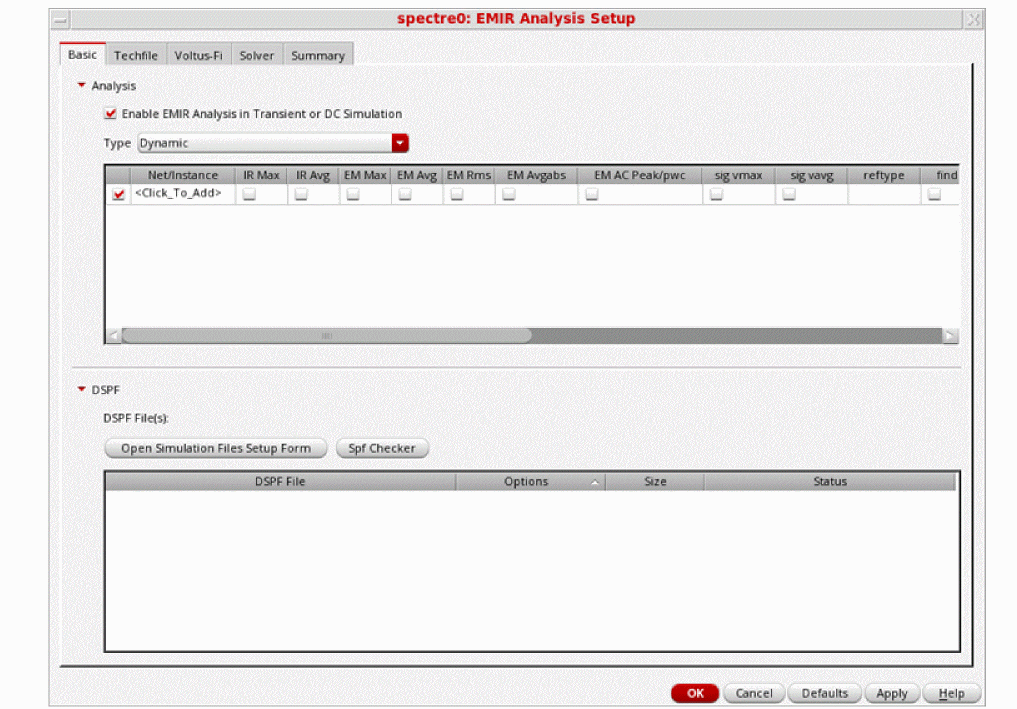 spectre0: EMIR Analysis Setup
Basic Techfile Voltus-Fi Solver Summary
Analysis
Enable EMIR Analysis in Transient or DC Simulation
Type Dynamic
Net/Instance IR Max IR Avg EM Max EM Avg EM Rms EM Avgabs EM AC Peak/pwc sig vmax sig vavg reftype find
<Click_To_Add>
DSPF
DSPF File(s):
Open Simulation Files Setup Form Spf Checker
DSPF File Options Size Status
OK Cancel Defaults Apply Help